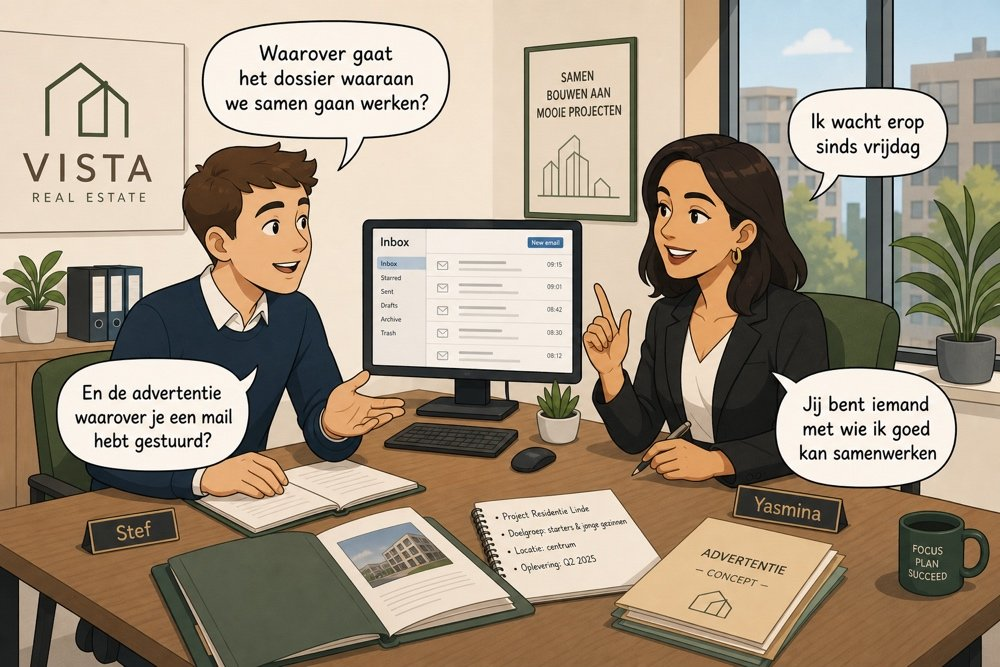 VISTA
REAL ESTATE
Waarover gaat
het dossier waaraan
we samen gaan werken?
SAMEN
BOUWEN AAN
MOOIE PROJECTEN
Ik wacht erop
sinds vrijdag
Inbox
New email
Inbox
Starred
Sent
Drafts
Archive
Trash
09:15
09:01
08:42
08:30
08:12
En de advertentie
waarover je een mail
hebt gestuurd?
Jij bent iemand
met wie ik goed
kan samenwerken
Stef
Yasmina
• Project Residentie Linde
• Doelgroep: starters & jonge gezinnen
• Locatie: centrum
• Oplevering: Q2 2025
ADVERTENTIE
– CONCEPT –
FOCUS
PLAN
SUCCEED